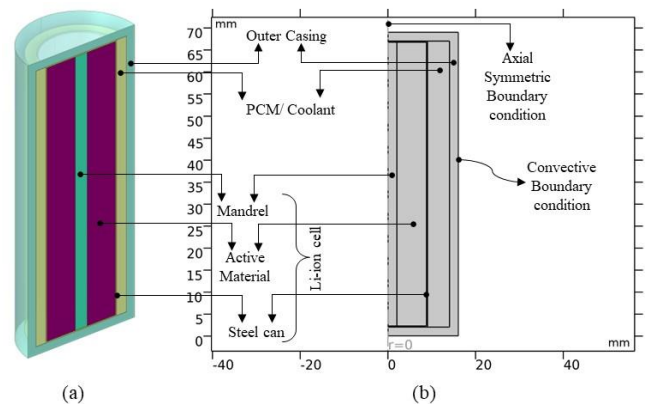 mm
70
65
60
55
50
45
40
35
30
25
20
15
10
5
0
Outer Casing
PCM/ Coolant
Mandrel
Active
Material
Steel can
Li-ion cell
Axial
Symmetric
Boundary
condition
Convective
Boundary
condition
r=0
mm
-40
-20
0
20
40
(a)
(b)